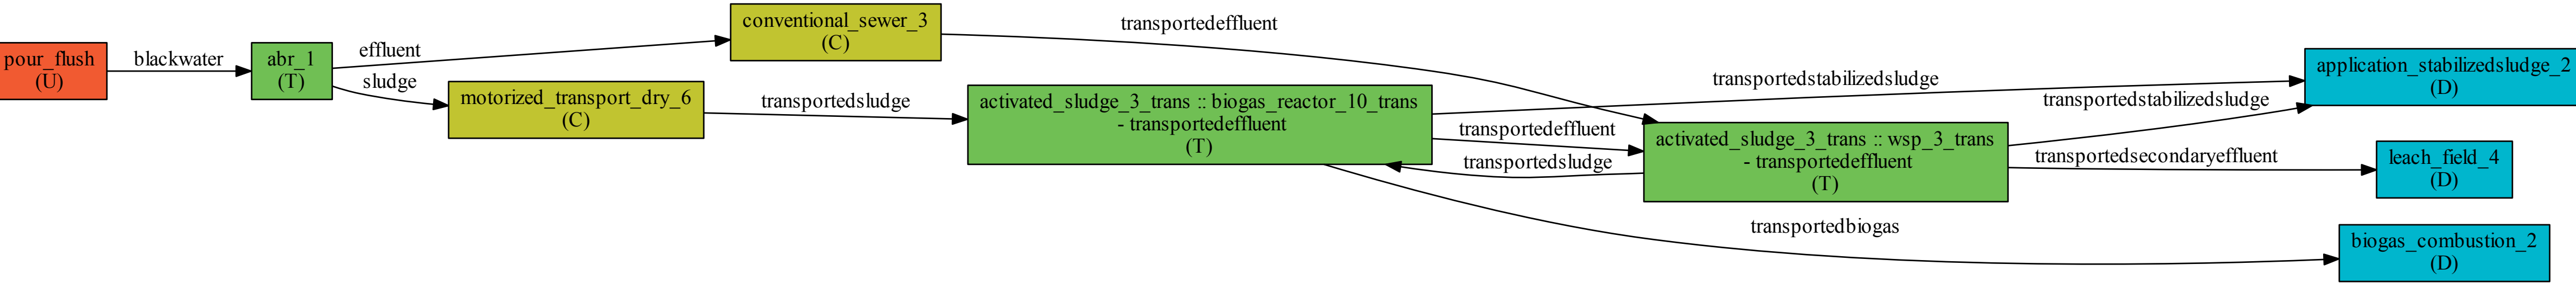 pour_flush
(U)
blackwater
abr_1
(T)
effluent
sludge
conventional_sewer_3
(C)
motorized_transport_dry_6
(C)
transportedeffluent
transportedsludge
activated_sludge_3_trans :: biogas_reactor_10_trans
- transportedeffluent
(T)
transportedstabilizedsludge
transportedeffluent
transportedsludge
transportedbiogas
activated_sludge_3_trans :: wsp_3_trans
- transportedeffluent
(T)
transportedstabilizedsludge
transportedsecondaryeffluent
application_stabilizedsludge_2
(D)
leach_field_4
(D)
biogas_combustion_2
(D)